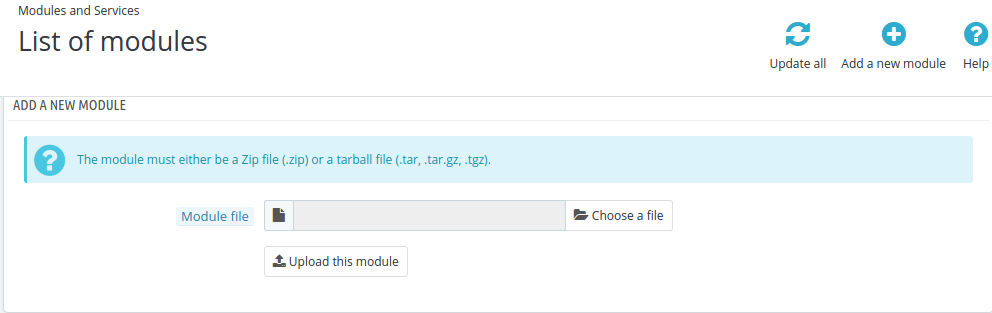 Modules and Services
List of modules
Update all
Add a new module
Help
ADD A NEW MODULE
The module must either be a Zip file (.zip) or a tarball file (.tar, .tar.gz, .tgz).
Module file
Choose a file
Upload this module